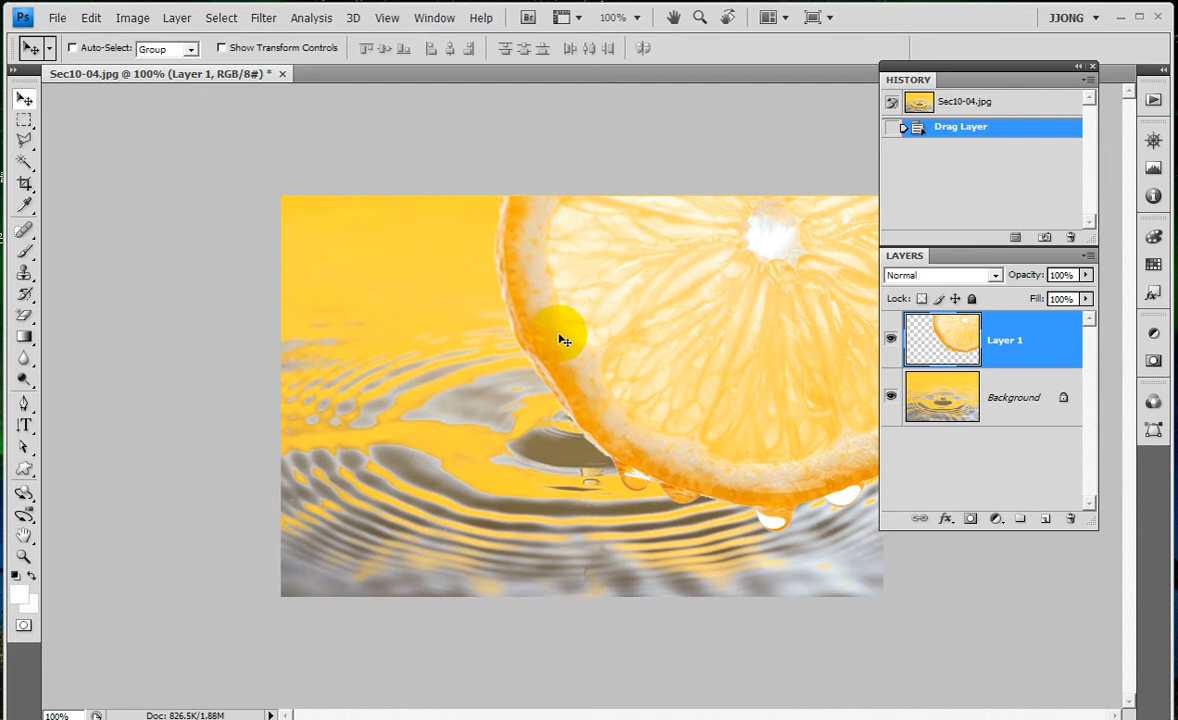 Ps File Edit Image Layer Select Filter Analysis 3D View Window Help Br 100% JJONG
Auto-Select: Group Show Transform Controls
Sec10-04.jpg @ 100% (Layer 1, RGB/8#) *
HISTORY
Sec10-04.jpg
Drag Layer
LAYERS
Normal Opacity: 100%
Lock: Fill: 100%
Layer 1
Background
100% Doc: 826.5K/1.88M